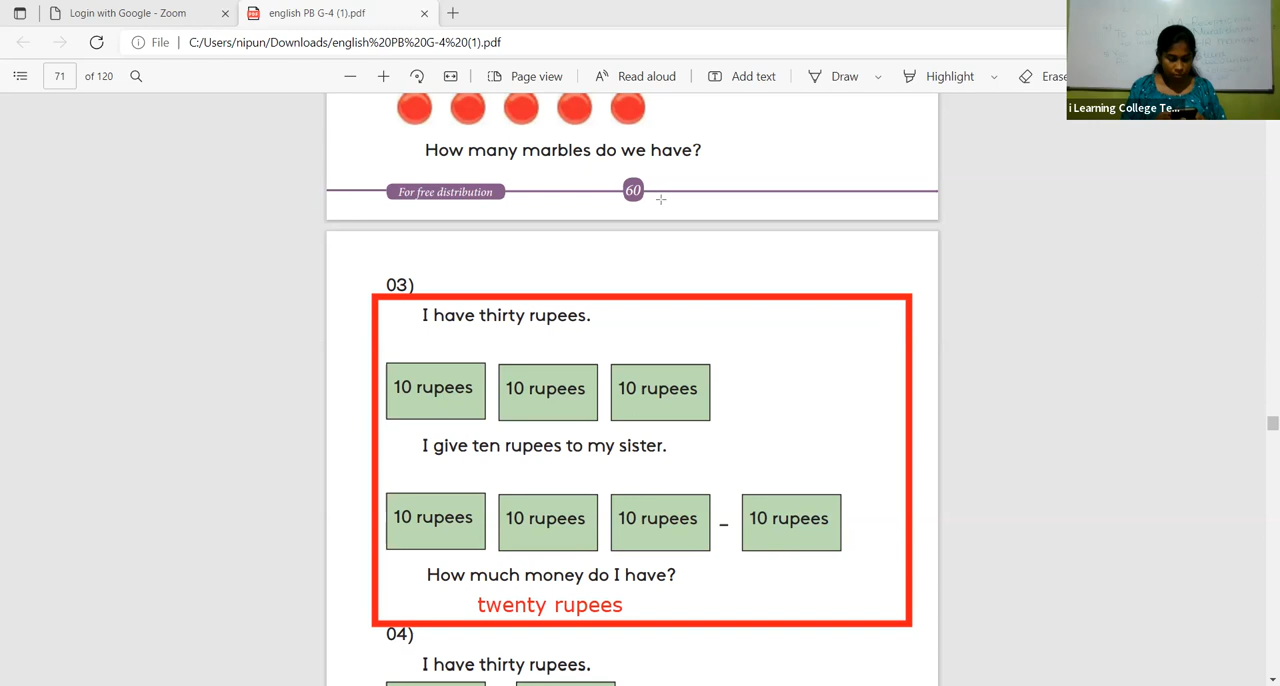 Login with Google - Zoom
english PB G-4 (1).pdf
File
C:/Users/nipun/Downloads/english%20PB%20G-4%20(1).pdf
71 of 120
Page view
Read aloud
Add text
Draw
Highlight
Erase
i Learning College Te...
How many marbles do we have?
For free distribution
60
03)
I have thirty rupees.
10 rupees 10 rupees 10 rupees
I give ten rupees to my sister.
10 rupees 10 rupees 10 rupees - 10 rupees
How much money do I have?
twenty rupees
04)
I have thirty rupees.